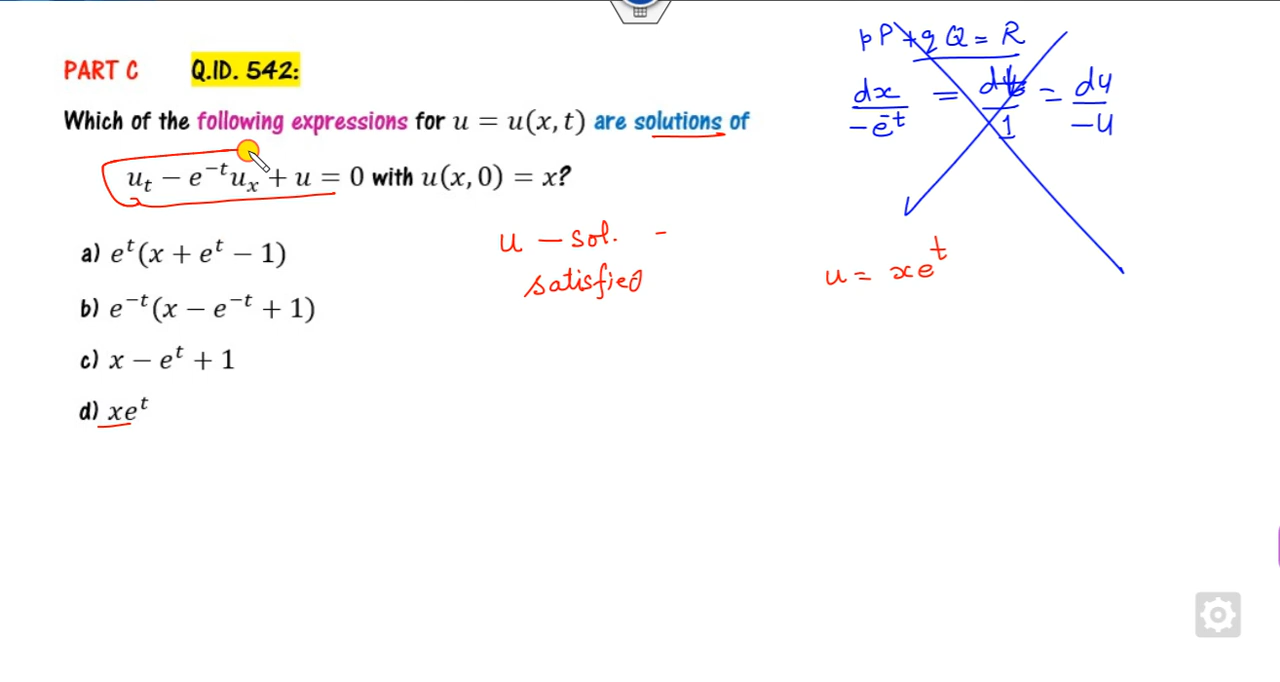 PART C Q.ID. 542:
Which of the following expressions for u = u(x, t) are solutions of
u_t − e^{−t}u_x + u = 0 with u(x, 0) = x?
a) e^t(x + e^t − 1)
b) e^{−t}(x − e^{−t} + 1)
c) x − e^t + 1
d) xe^t
u – sol. -
satisfied
pP + qQ = R
dx/-e^{-t} = dt/1 = du/-u
u = xe^t